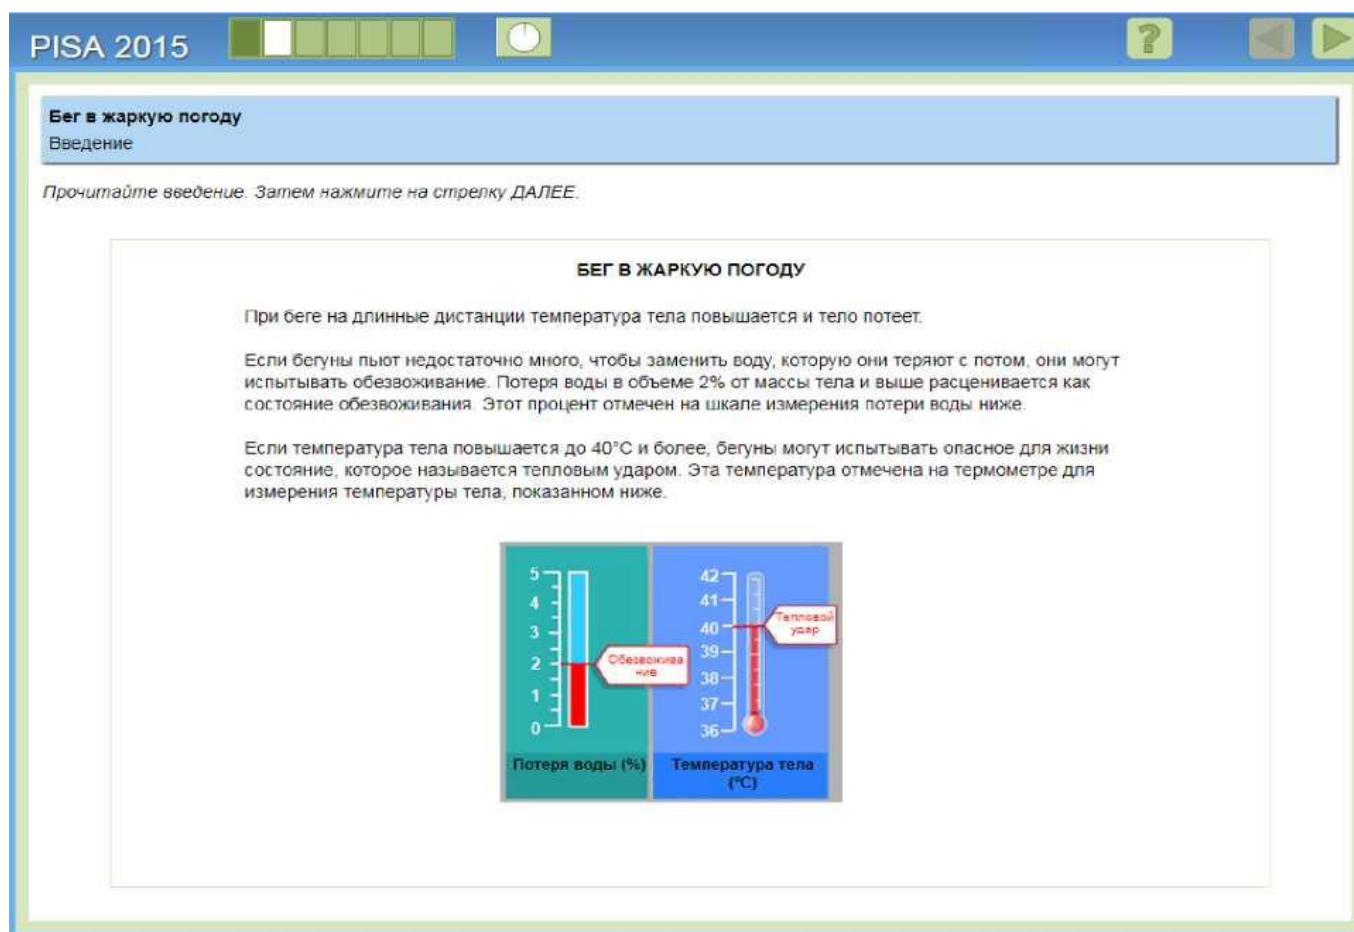 PISA 2015
?
Бег в жаркую погоду
Введение
Прочитайте введение. Затем нажмите на стрелку ДАЛЕЕ.
БЕГ В ЖАРКУЮ ПОГОДУ
При беге на длинные дистанции температура тела повышается и тело потеет.
Если бегуны пьют недостаточно много, чтобы заменить воду, которую они теряют с потом, они могут
испытывать обезвоживание. Потеря воды в объеме 2% от массы тела и выше расценивается как
состояние обезвоживания. Этот процент отмечен на шкале измерения потери воды ниже.
Если температура тела повышается до 40°C и более, бегуны могут испытывать опасное для жизни
состояние, которое называется тепловым ударом. Эта температура отмечена на термометре для
измерения температуры тела, показанном ниже.
5
4
3
2
1
0
Обезвожива
ние
Потеря воды (%)
42
41
40
39
38
37
36
Тепловой
удар
Температура тела
(°C)